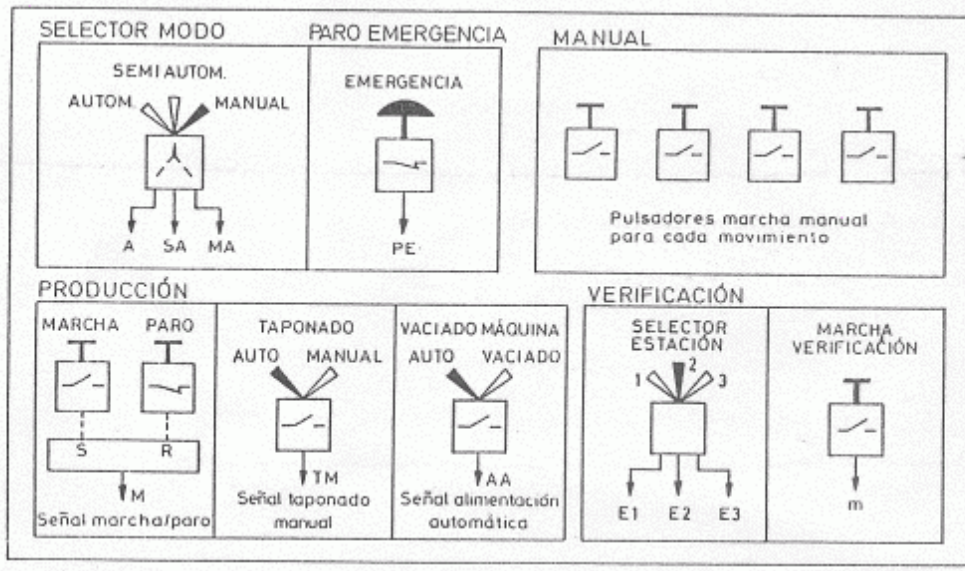 SELECTOR MODO
SEMI AUTOM.
AUTOM.
MANUAL
A SA MA
PARO EMERGENCIA
EMERGENCIA
PE
MANUAL
Pulsadores marcha manual
para cada movimiento
PRODUCCIÓN
MARCHA PARO
S R
M
Señal marcha/paro
TAPONADO
AUTO MANUAL
TM
Señal taponado
manual
VACIADO MÁQUINA
AUTO VACIADO
AA
Señal alimentación
automática
VERIFICACIÓN
SELECTOR
ESTACIÓN
1 2 3
E1 E2 E3
MARCHA
VERIFICACIÓN
m